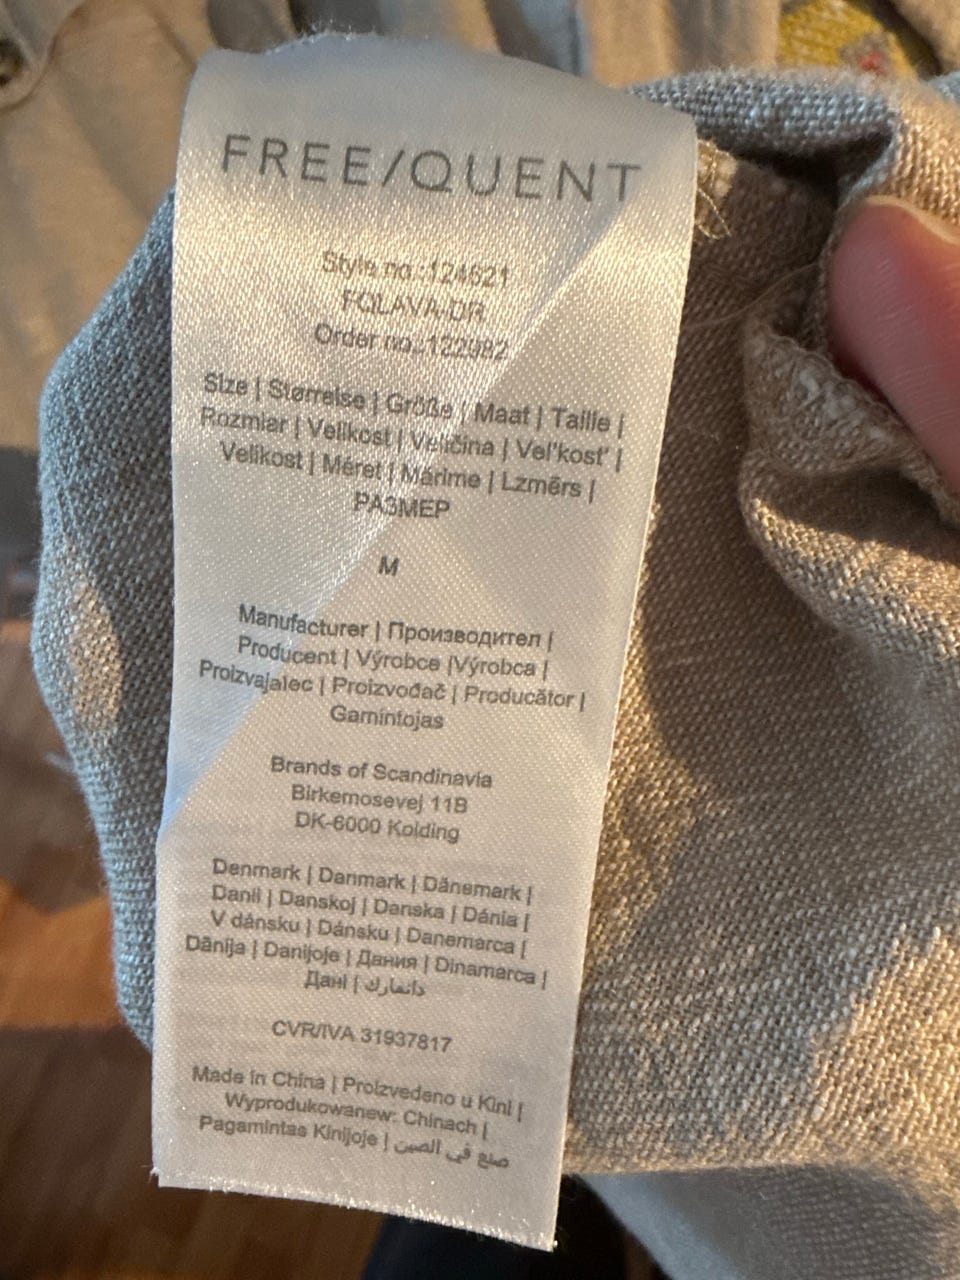 FREE/QUENT
Style no.:124621
FQLAVA-DR
Order no.:122982
Size | Størrelse | Größe | Maat | Taille |
Rozmiar | Velikost | Veličina | Vel'kost' |
Velikost | Méret | Mărime | Lzmērs |
РАЗМЕР
M
Manufacturer | Производител |
Producent | Výrobce |Výrobca |
Proizvajalec | Proizvođač | Producător |
Gamintojas
Brands of Scandinavia
Birkemosevej 11B
DK-6000 Kolding
Denmark | Danmark | Dänemark |
Danii | Danskoj | Danska | Dánia |
V dánsku | Dánsku | Danemarca |
Dānija | Danijoje | Дания | Dinamarca |
Дані | دانمارك
CVR/IVA 31937817
Made in China | Proizvedeno u Kini |
Wyprodukowanew: Chinach |
Pagamintas Kinijoje | صنع في الصين